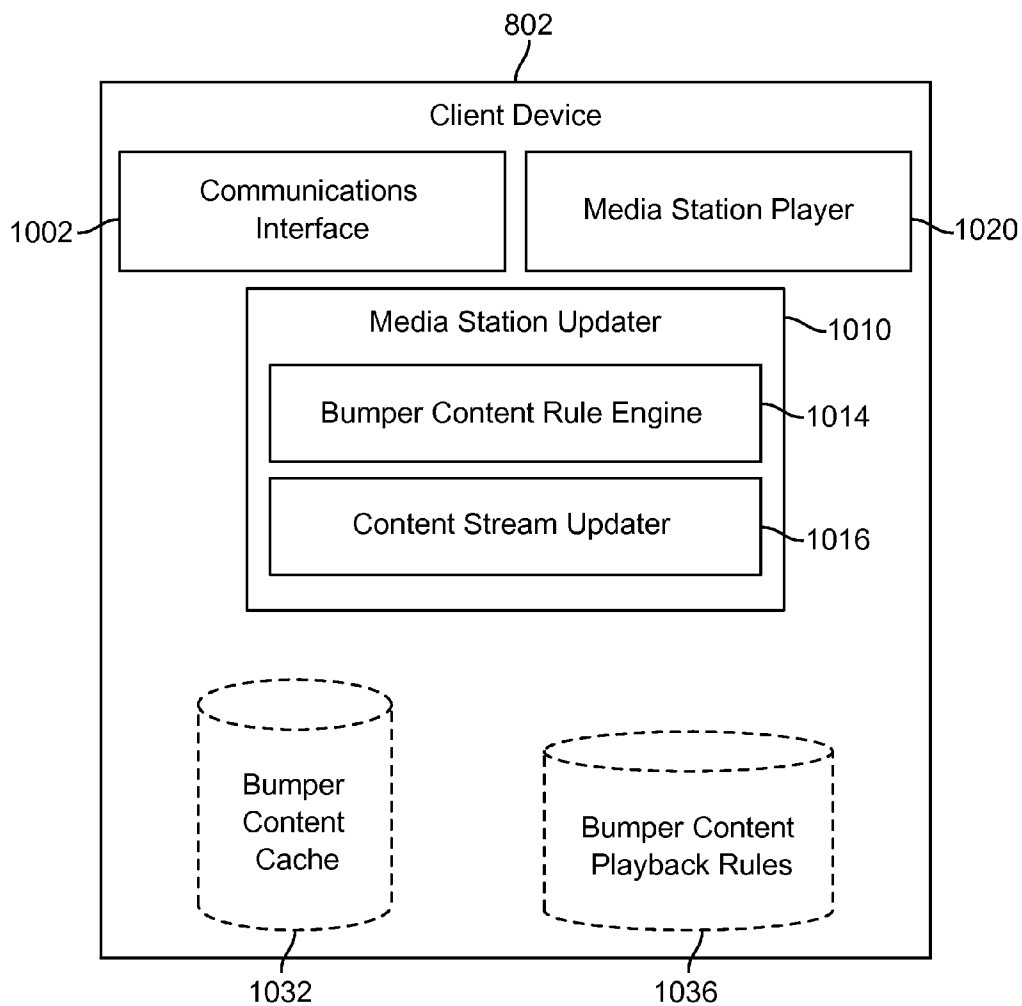 802
Client Device
Communications
Interface
1002
Media Station Player
1020
Media Station Updater
1010
Bumper Content Rule Engine
1014
Content Stream Updater
1016
Bumper
Content
Cache
Bumper Content
Playback Rules
1032
1036